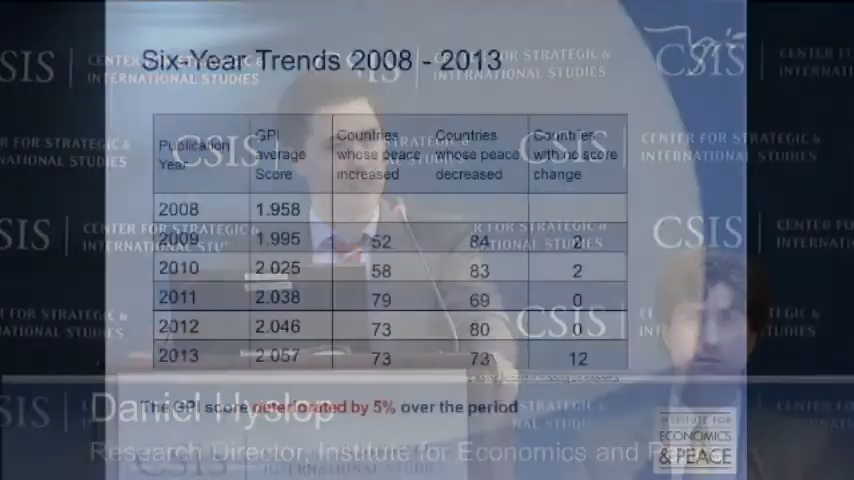 Six-Year Trends 2008 - 2013
CSIS
CENTER FOR STRATEGIC &
INTERNATIONAL STUDIES
Publication Year
GPI average Score
Countries whose peace increased
Countries whose peace decreased
Countries with no score change
2008 1.958
2009 1.995 52 84 2
2010 2.025 58 83 2
2011 2.038 79 69 0
2012 2.046 73 80 0
2013 2.057 73 73 12
The GPI score deteriorated by 5% over the period
Daniel Hyslop
Research Director, Institute for Economics and
INSTITUTE FOR
ECONOMICS
& PEACE